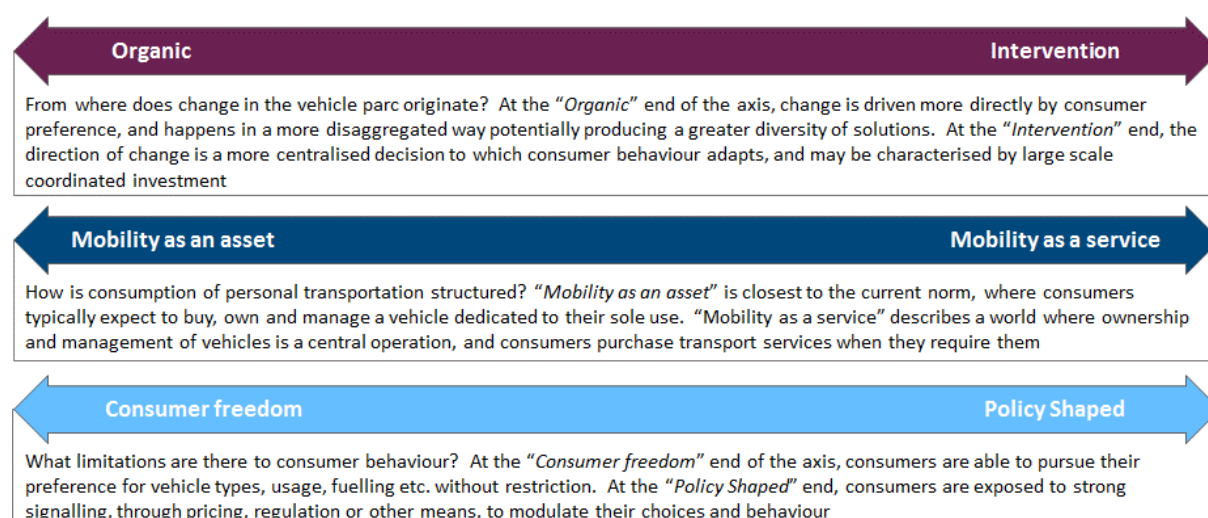 Organic Intervention
From where does change in the vehicle parc originate? At the “Organic” end of the axis, change is driven more directly by consumer
preference, and happens in a more disaggregated way potentially producing a greater diversity of solutions. At the “Intervention” end, the
direction of change is a more centralised decision to which consumer behaviour adapts, and may be characterised by large scale
coordinated investment
Mobility as an asset Mobility as a service
How is consumption of personal transportation structured? “Mobility as an asset” is closest to the current norm, where consumers
typically expect to buy, own and manage a vehicle dedicated to their sole use. “Mobility as a service” describes a world where ownership
and management of vehicles is a central operation, and consumers purchase transport services when they require them
Consumer freedom Policy Shaped
What limitations are there to consumer behaviour? At the “Consumer freedom” end of the axis, consumers are able to pursue their
preference for vehicle types, usage, fuelling etc. without restriction. At the “Policy Shaped” end, consumers are exposed to strong
signalling, through pricing, regulation or other means, to modulate their choices and behaviour